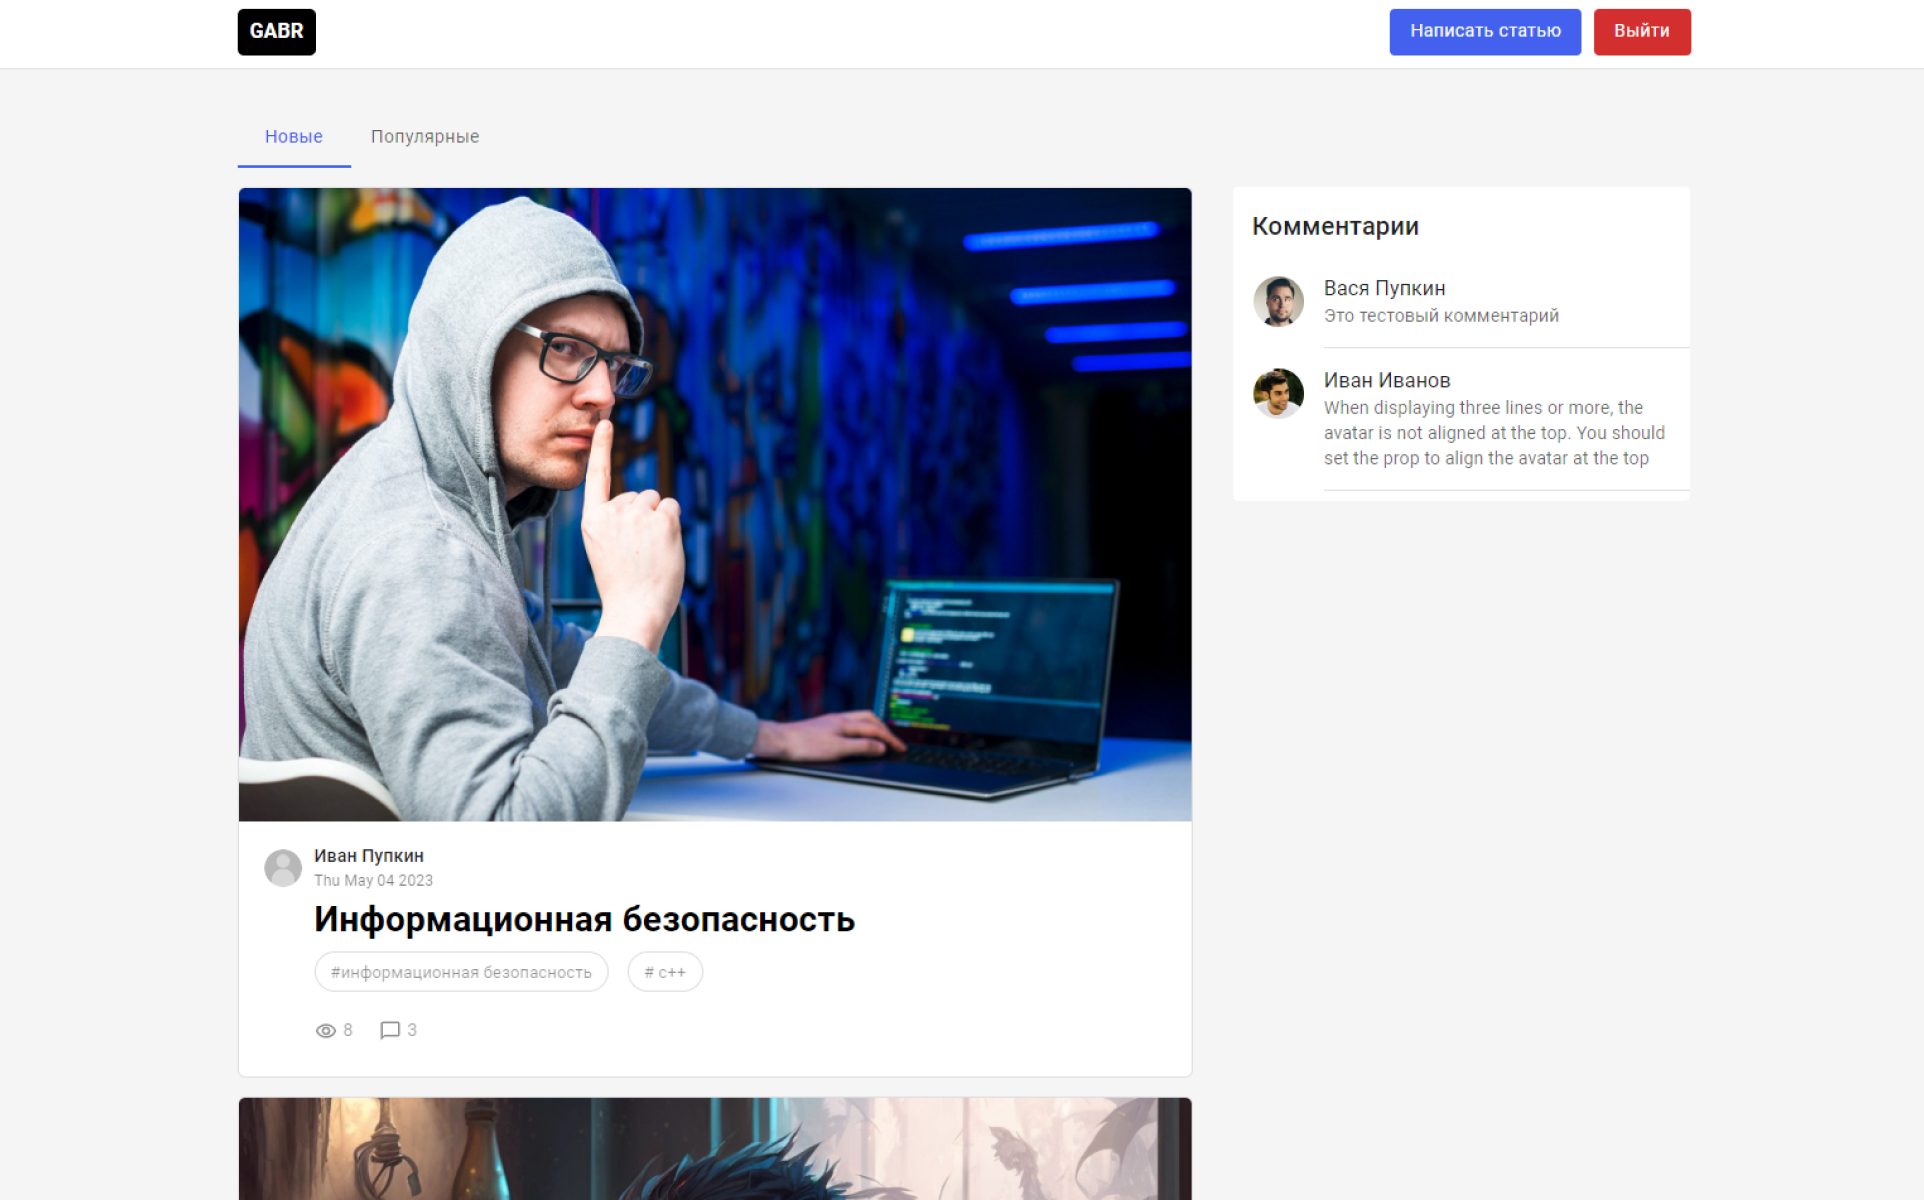 GABR
Написать статью
Выйти
Новые
Популярные
Комментарии
Вася Пупкин
Это тестовый комментарий
Иван Иванов
When displaying three lines or more, the
avatar is not aligned at the top. You should
set the prop to align the avatar at the top
Иван Пупкин
Thu May 04 2023
Информационная безопасность
#информационная безопасность
# c++
8
3